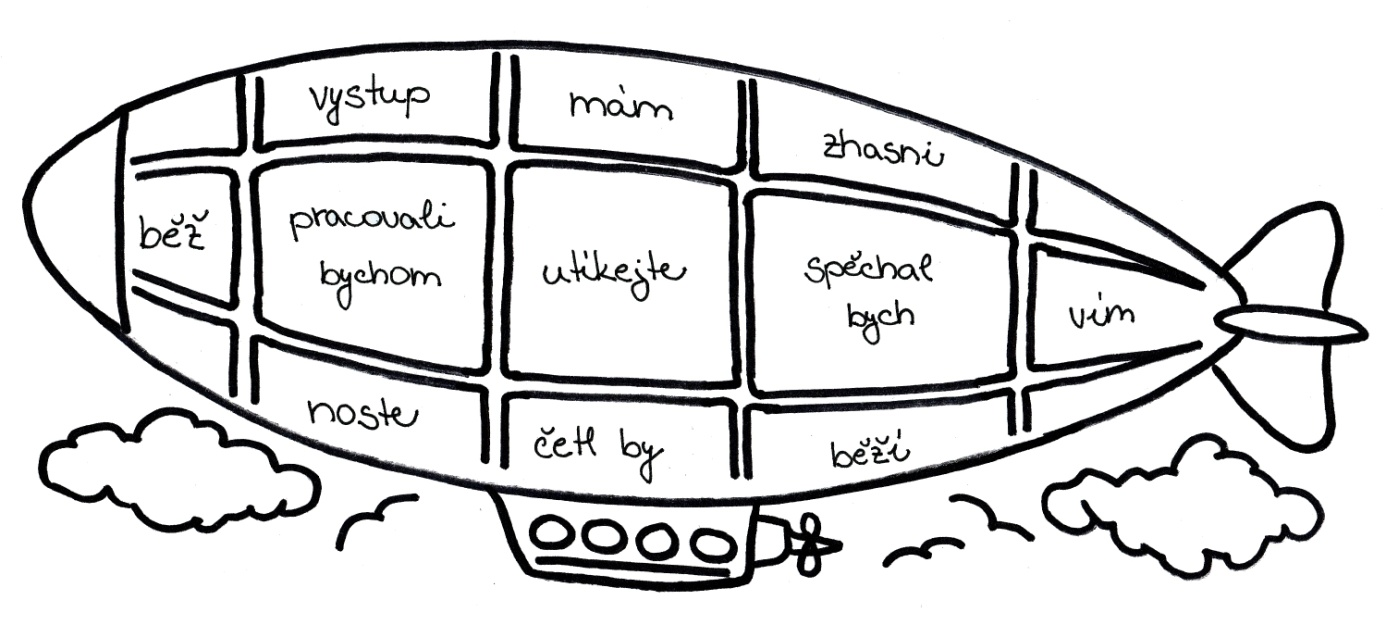 vystup
mám
zhasni
běž
pracovali
bychom
utíkejte
spěchal
bych
vím
noste
četl by
běží